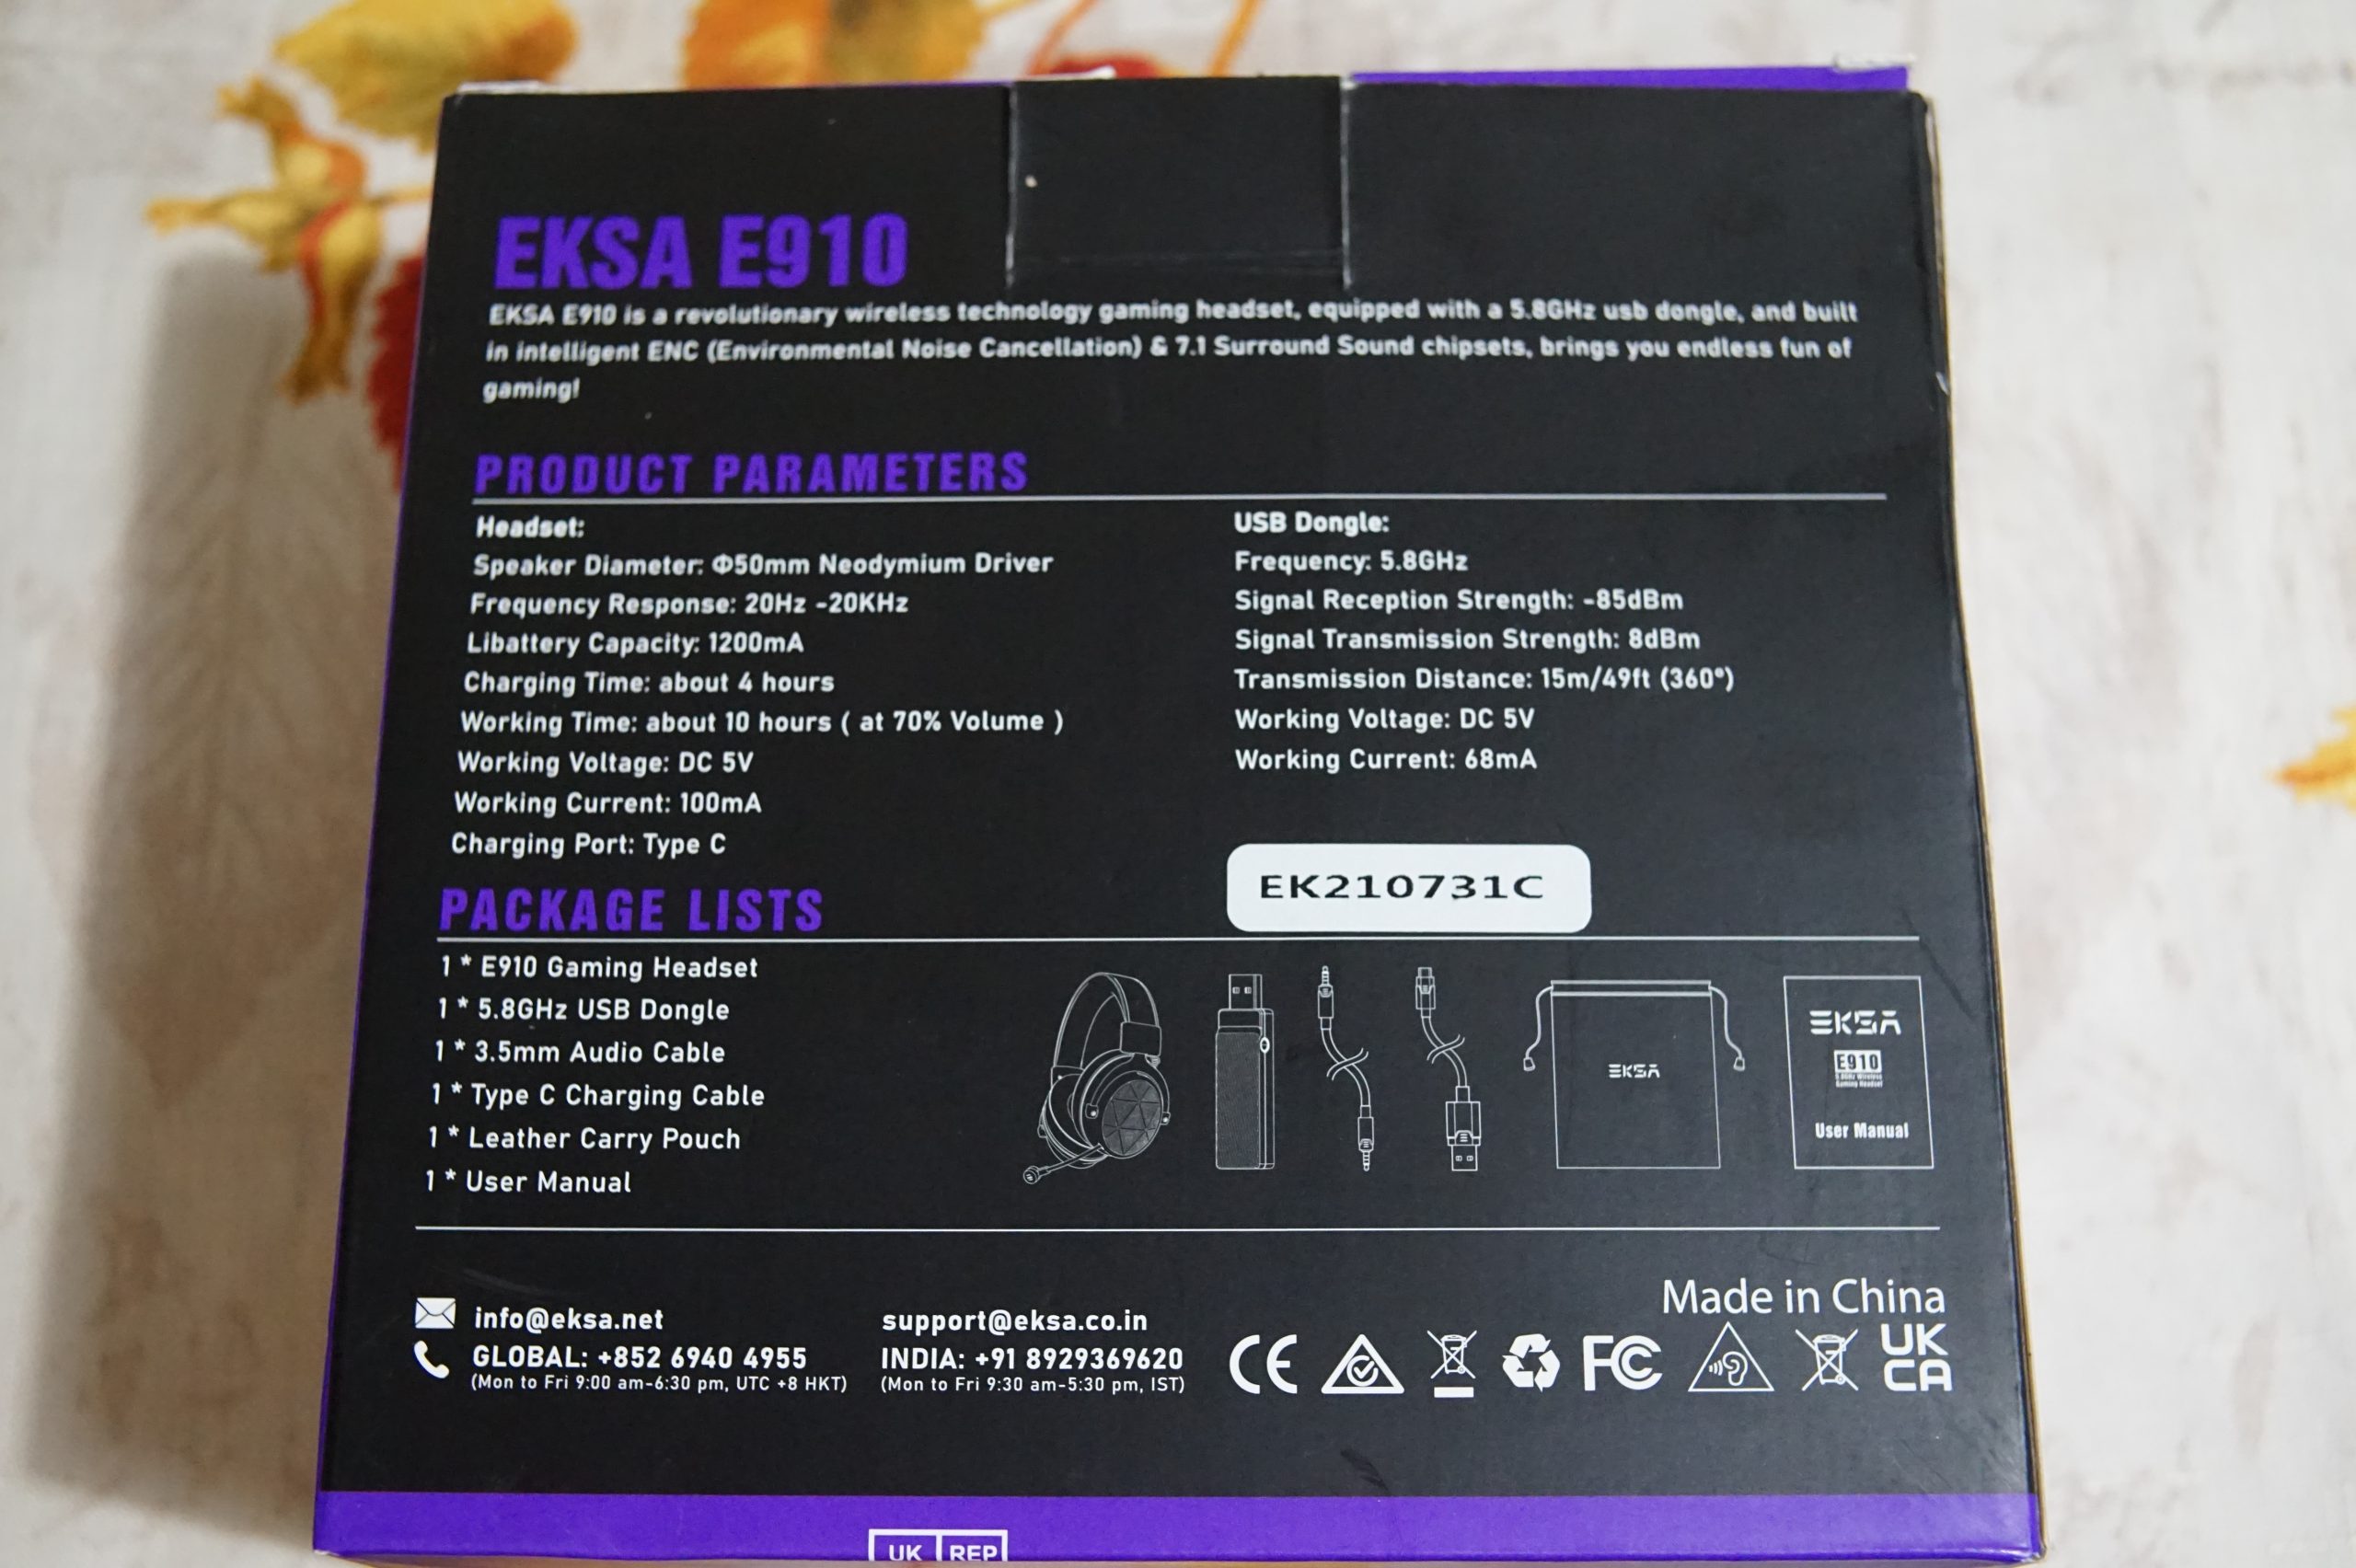 EKSA E910
EKSA E910 is a revolutionary wireless technology gaming headset, equipped with a 5.8GHz usb dongle, and built
in intelligent ENC (Environmental Noise Cancellation) & 7.1 Surround Sound chipsets, brings you endless fun of
gaming!
PRODUCT PARAMETERS
Headset:
Speaker Diameter: Φ50mm Neodymium Driver
Frequency Response: 20Hz -20KHz
Libattery Capacity: 1200mA
Charging Time: about 4 hours
Working Time: about 10 hours ( at 70% Volume )
Working Voltage: DC 5V
Working Current: 100mA
Charging Port: Type C
USB Dongle:
Frequency: 5.8GHz
Signal Reception Strength: -85dBm
Signal Transmission Strength: 8dBm
Transmission Distance: 15m/49ft (360°)
Working Voltage: DC 5V
Working Current: 68mA
EK210731C
PACKAGE LISTS
1 * E910 Gaming Headset
1 * 5.8GHz USB Dongle
1 * 3.5mm Audio Cable
1 * Type C Charging Cable
1 * Leather Carry Pouch
1 * User Manual
EKSA
EKSA
E910
5.8GHz Wireless
Gaming Headset
User Manual
info@eksa.net
GLOBAL: +852 6940 4955
(Mon to Fri 9:00 am-6:30 pm, UTC +8 HKT)
support@eksa.co.in
INDIA: +91 8929369620
(Mon to Fri 9:30 am-5:30 pm, IST)
Made in China
CE
FC
UK
CA
UK REP